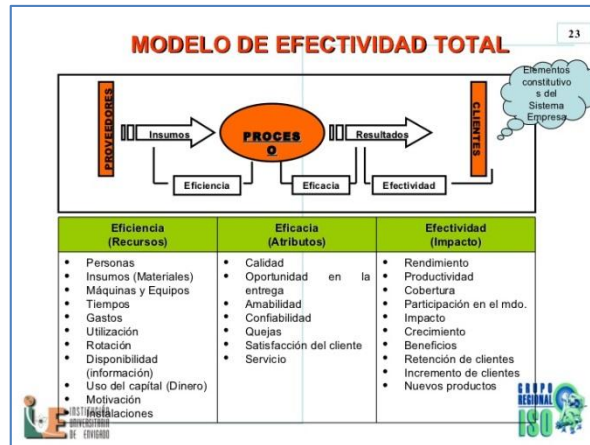 23
MODELO DE EFECTIVIDAD TOTAL
Elementos
constitutivo
s del
Sistema
Empresa
PROVEEDORES
Insumos
PROCES
O
Resultados
CLIENTES
Eficiencia
Eficacia
Efectividad
Eficiencia
(Recursos)
• Personas
• Insumos (Materiales)
• Máquinas y Equipos
• Tiempos
• Gastos
• Utilización
• Rotación
• Disponibilidad
(información)
• Uso del capital (Dinero)
• Motivación
• Instalaciones
Eficacia
(Atributos)
• Calidad
• Oportunidad en la
entrega
• Amabilidad
• Confiabilidad
• Quejas
• Satisfacción del cliente
• Servicio
Efectividad
(Impacto)
• Rendimiento
• Productividad
• Cobertura
• Participación en el mdo.
• Impacto
• Crecimiento
• Beneficios
• Retención de clientes
• Incremento de clientes
• Nuevos productos
INSTITUCIÓN
UNIVERSITARIA
DE ENVIGADO
GRUPO
REGIONAL
ISO